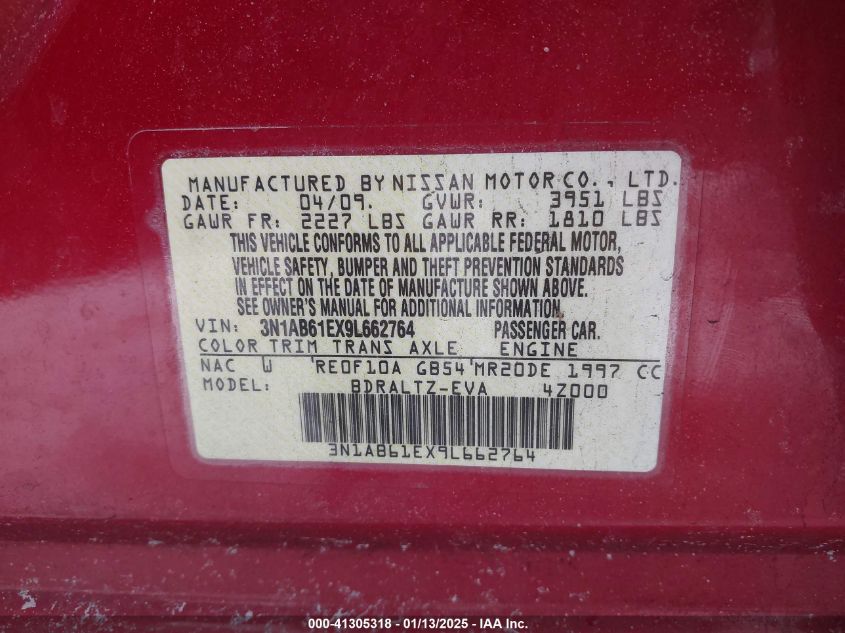 MANUFACTURED BY NISSAN MOTOR CO., LTD.
DATE: 04/09. GVWR: 3951 LBS
GAWR FR: 2227 LBS GAWR RR: 1810 LBS
THIS VEHICLE CONFORMS TO ALL APPLICABLE FEDERAL MOTOR,
VEHICLE SAFETY, BUMPER AND THEFT PREVENTION STANDARDS
IN EFFECT ON THE DATE OF MANUFACTURE SHOWN ABOVE.
SEE OWNER'S MANUAL FOR ADDITIONAL INFORMATION.
VIN: 3N1AB61EX9L662764 PASSENGER CAR.
COLOR TRIM TRANS AXLE ENGINE
NAC W 'RE0F10A GB54'MR20DE 1997 CC
MODEL: BDRALTZ-EVA 4Z000
3N1AB61EX9L662764
000-41305318 - 01/13/2025 - IAA Inc.